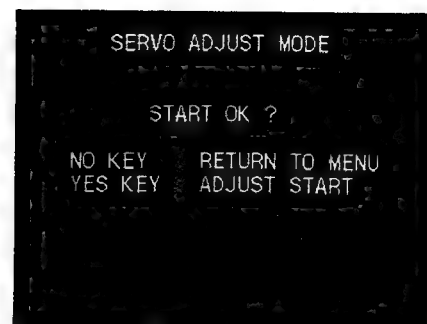 SERVO ADJUST MODE
START OK ?
NO KEY RETURN TO MENU
YES KEY ADJUST START